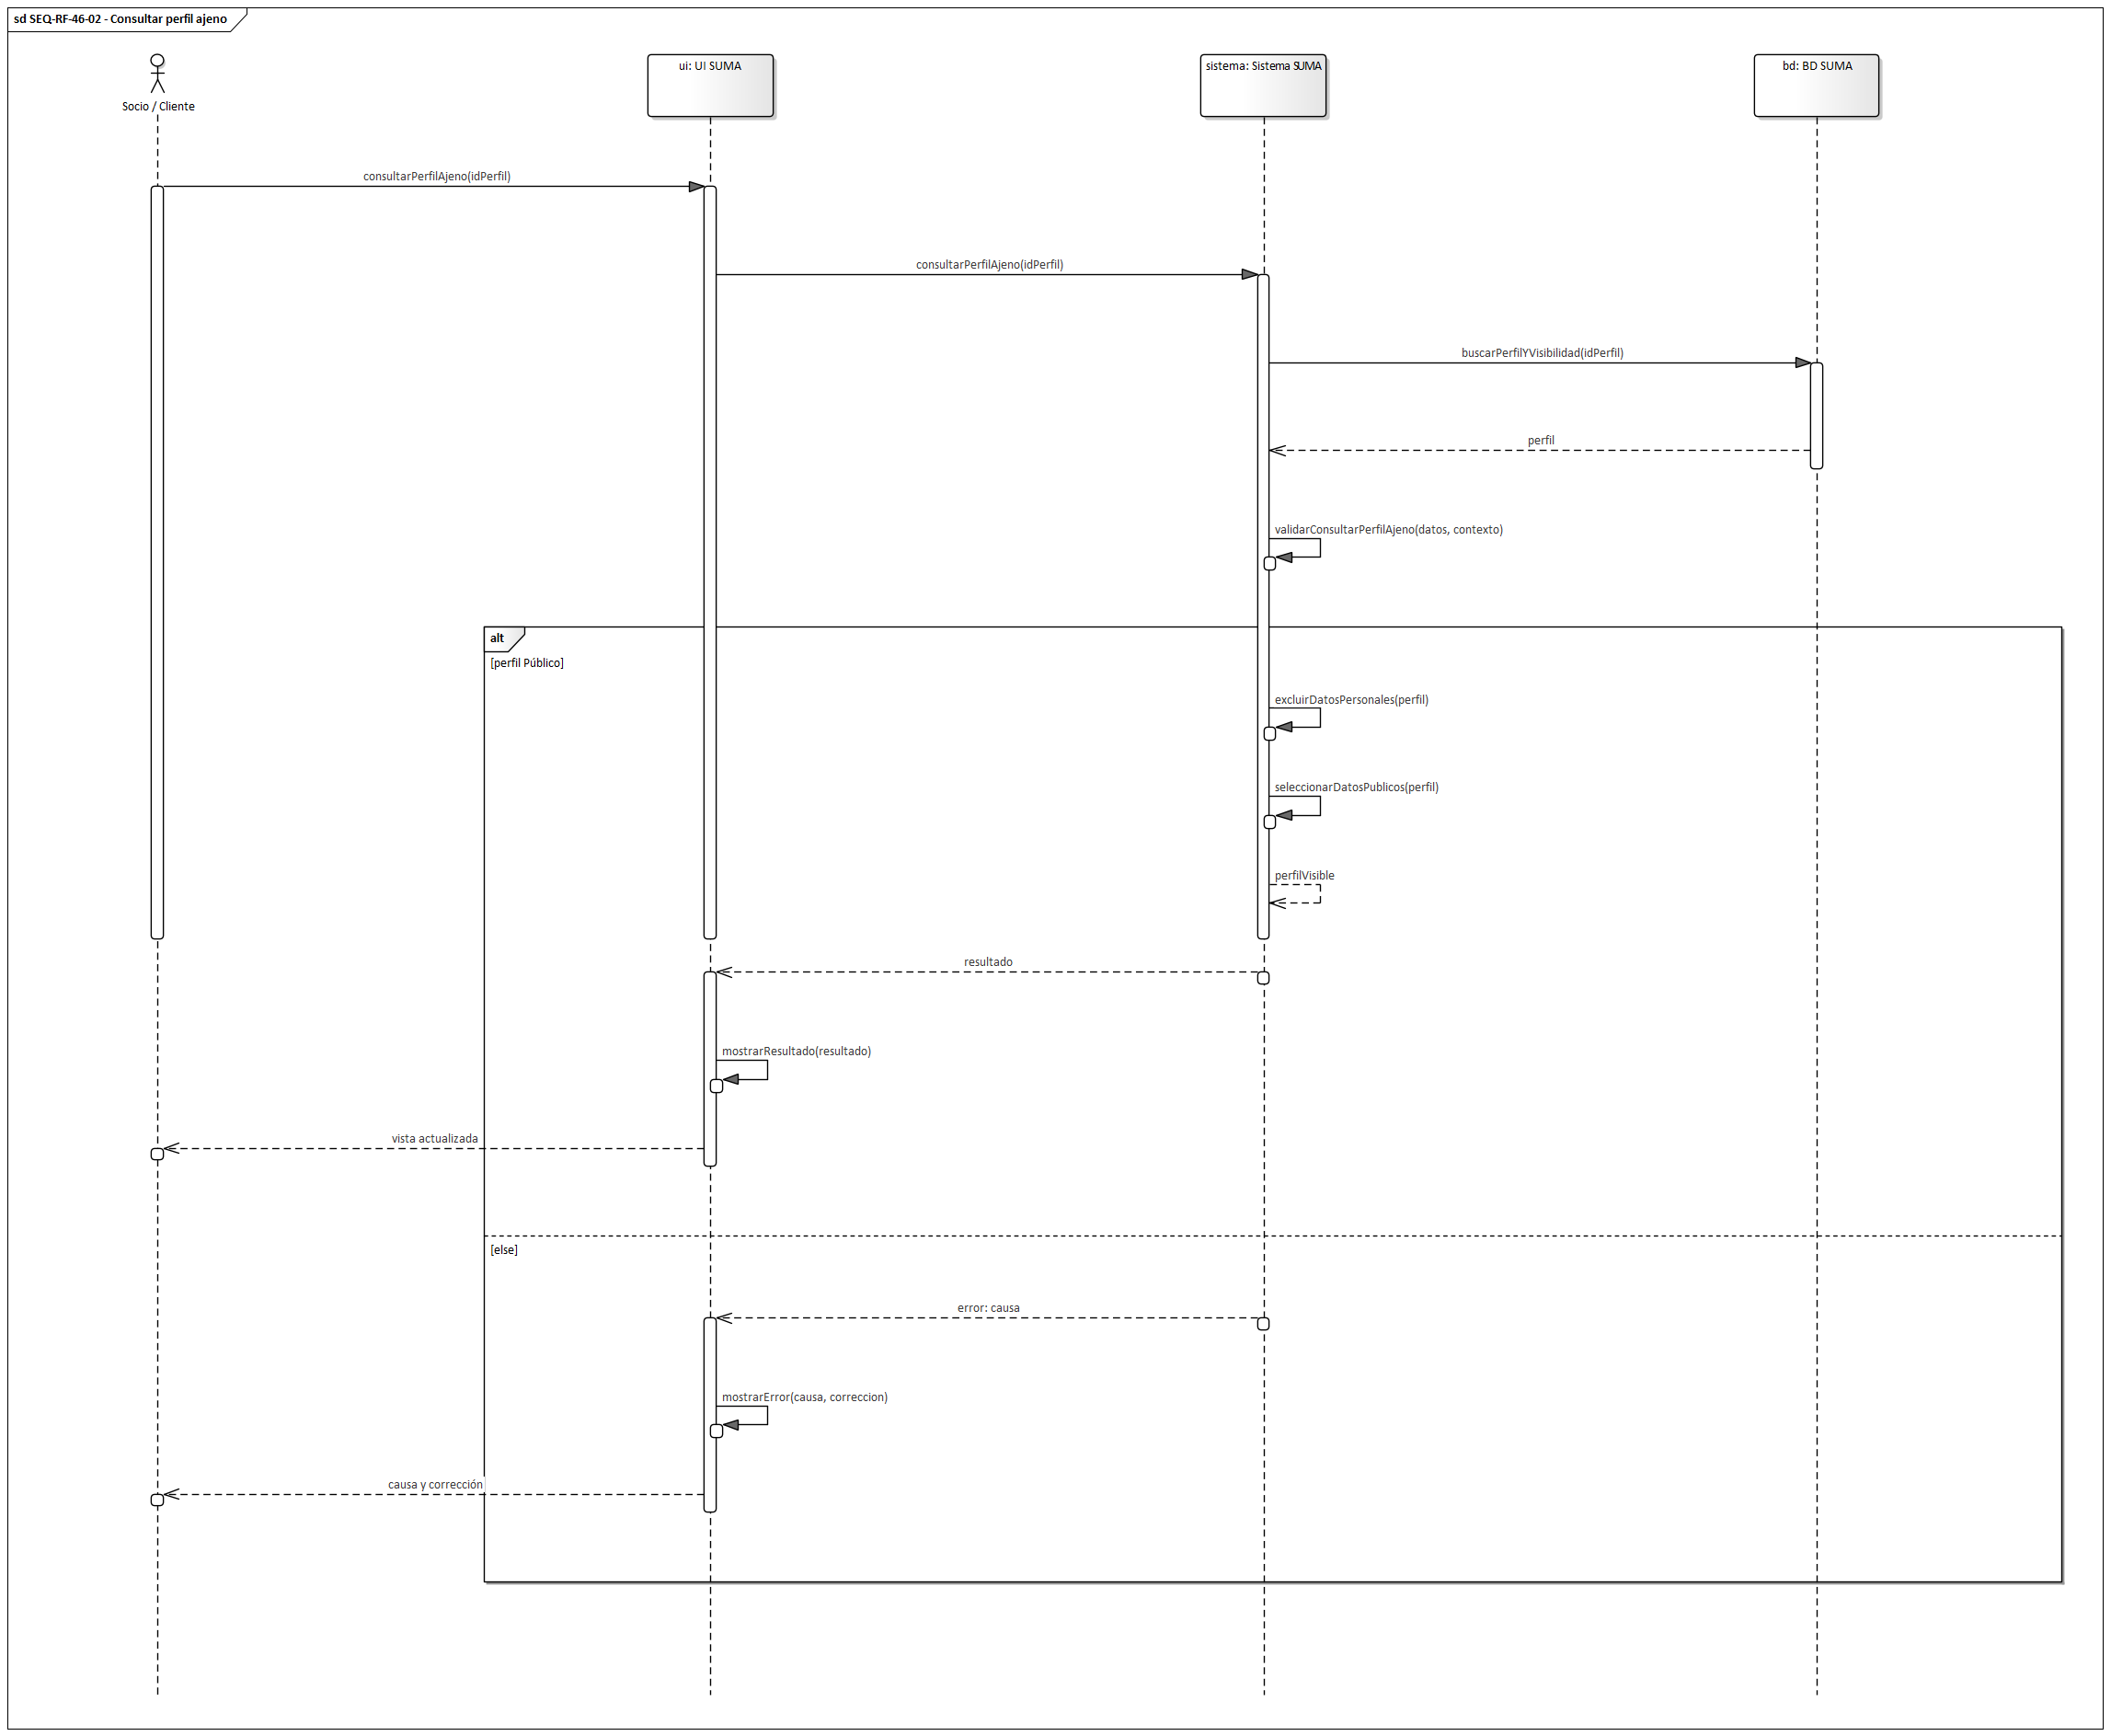 sd SEQ-RF-46-02 - Consultar perfil ajeno
Socio / Cliente
ui: UI SUMA
sistema: Sistema SUMA
bd: BD SUMA
consultarPerfilAjeno(idPerfil)
consultarPerfilAjeno(idPerfil)
buscarPerfilYVisibilidad(idPerfil)
perfil
validarConsultarPerfilAjeno(datos, contexto)
alt
[perfil Público]
excluirDatosPersonales(perfil)
seleccionarDatosPublicos(perfil)
perfilVisible
resultado
mostrarResultado(resultado)
vista actualizada
[else]
error: causa
mostrarError(causa, correccion)
causa y corrección